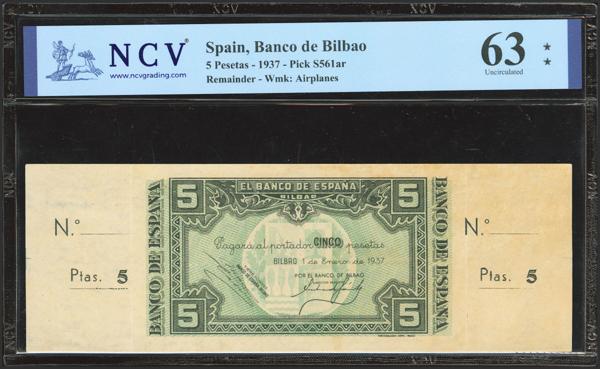 NCV
www.ncvgrading.com
Spain, Banco de Bilbao
5 Pesetas - 1937 - Pick S561ar
Remainder - Wmk: Airplanes
63
Uncirculated
N.º
Ptas. 5
BANCO DE ESPAÑA
5
EL BANCO DE ESPAÑA
BILBAO
5
Pagará al portador CINCO pesetas
BILBAO 1 de Enero de 1937
POR EL BANCO DE BILBAO
5
5
BANCO DE ESPAÑA
N.º
Ptas. 5